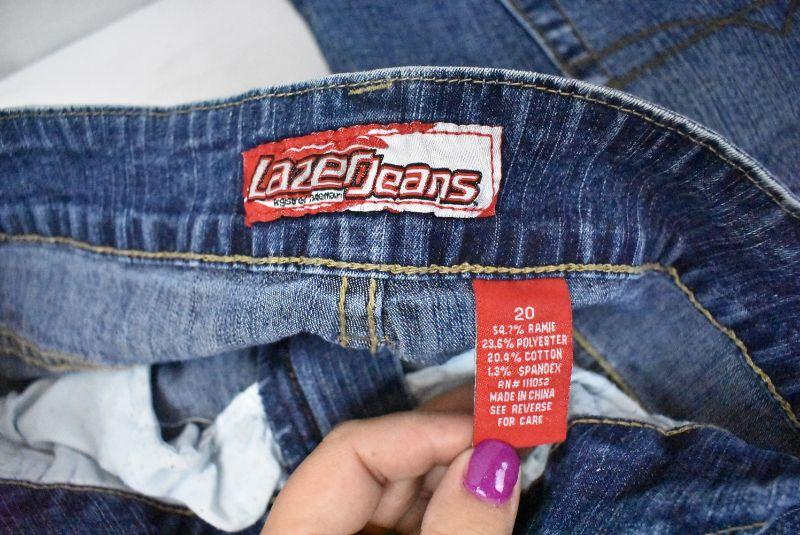 LazerJeans
20
54.7% RAMIE
23.6% POLYESTER
20.4% COTTON
1.3% SPANDEX
RN# 111052
MADE IN CHINA
SEE REVERSE
FOR CARE